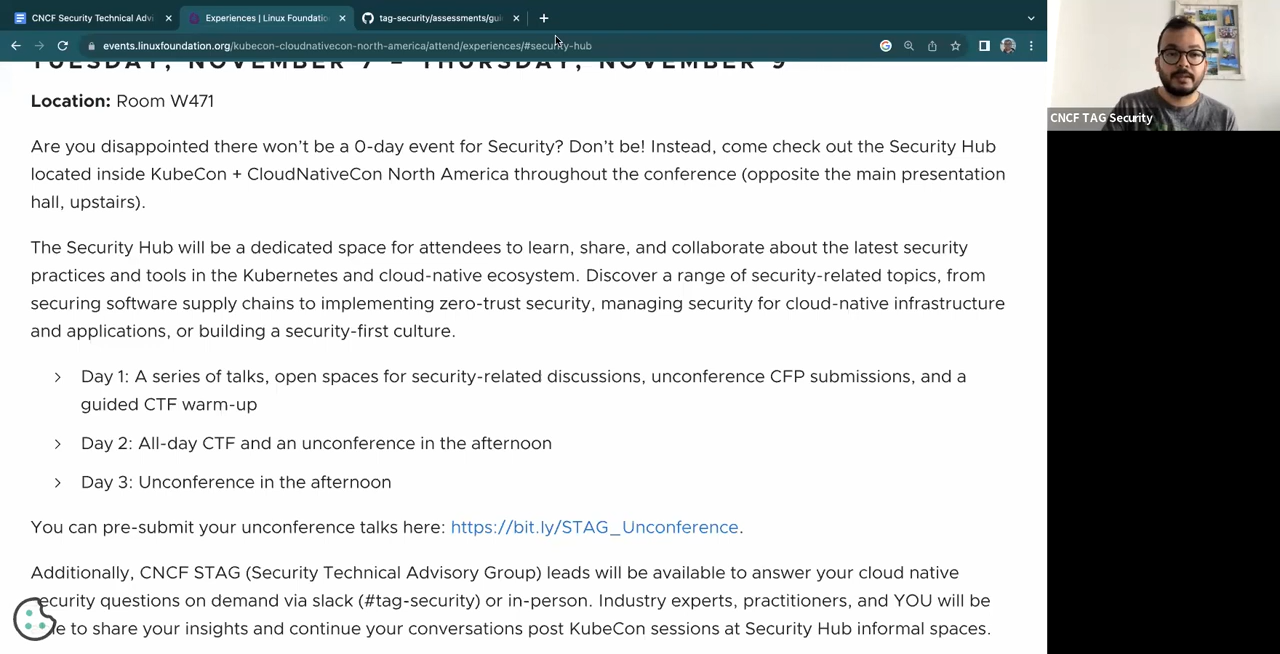 CNCF Security Technical Advi
Experiences | Linux Foundatio
tag-security/assessments/gui
events.linuxfoundation.org/kubecon-cloudnativecon-north-america/attend/experiences/#security-hub
TUESDAY, NOVEMBER 7 – THURSDAY, NOVEMBER 9
Location: Room W471
Are you disappointed there won't be a 0-day event for Security? Don't be! Instead, come check out the Security Hub
located inside KubeCon + CloudNativeCon North America throughout the conference (opposite the main presentation
hall, upstairs).
The Security Hub will be a dedicated space for attendees to learn, share, and collaborate about the latest security
practices and tools in the Kubernetes and cloud-native ecosystem. Discover a range of security-related topics, from
securing software supply chains to implementing zero-trust security, managing security for cloud-native infrastructure
and applications, or building a security-first culture.
Day 1: A series of talks, open spaces for security-related discussions, unconference CFP submissions, and a
guided CTF warm-up
Day 2: All-day CTF and an unconference in the afternoon
Day 3: Unconference in the afternoon
You can pre-submit your unconference talks here: https://bit.ly/STAG_Unconference.
Additionally, CNCF STAG (Security Technical Advisory Group) leads will be available to answer your cloud native
ecurity questions on demand via slack (#tag-security) or in-person. Industry experts, practitioners, and YOU will be
le to share your insights and continue your conversations post KubeCon sessions at Security Hub informal spaces.
CNCF TAG Security